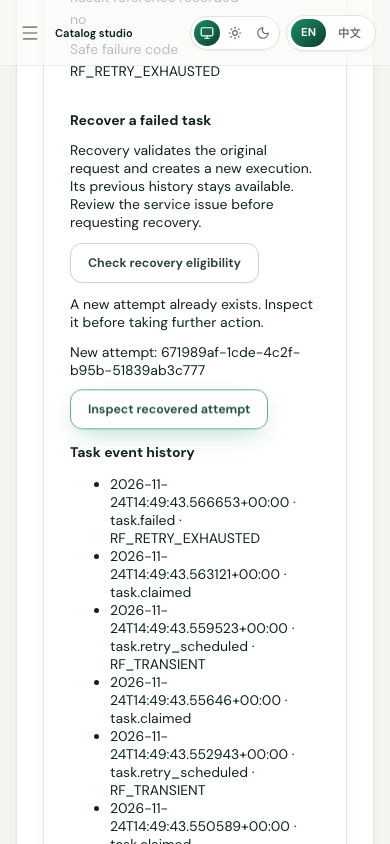 Result reference recorded
no
Catalog studio
EN
中文
Safe failure code
RF_RETRY_EXHAUSTED
Recover a failed task
Recovery validates the original
request and creates a new execution.
Its previous history stays available.
Review the service issue before
requesting recovery.
Check recovery eligibility
A new attempt already exists. Inspect
it before taking further action.
New attempt: 671989af-1cde-4c2f-
b95b-51839ab3c777
Inspect recovered attempt
Task event history
2026-11-
24T14:49:43.566653+00:00 ·
task.failed ·
RF_RETRY_EXHAUSTED
2026-11-
24T14:49:43.563121+00:00 ·
task.claimed
2026-11-
24T14:49:43.559523+00:00 ·
task.retry_scheduled ·
RF_TRANSIENT
2026-11-
24T14:49:43.55646+00:00 ·
task.claimed
2026-11-
24T14:49:43.552943+00:00 ·
task.retry_scheduled ·
RF_TRANSIENT
2026-11-
24T14:49:43.550589+00:00 ·
task.claimed